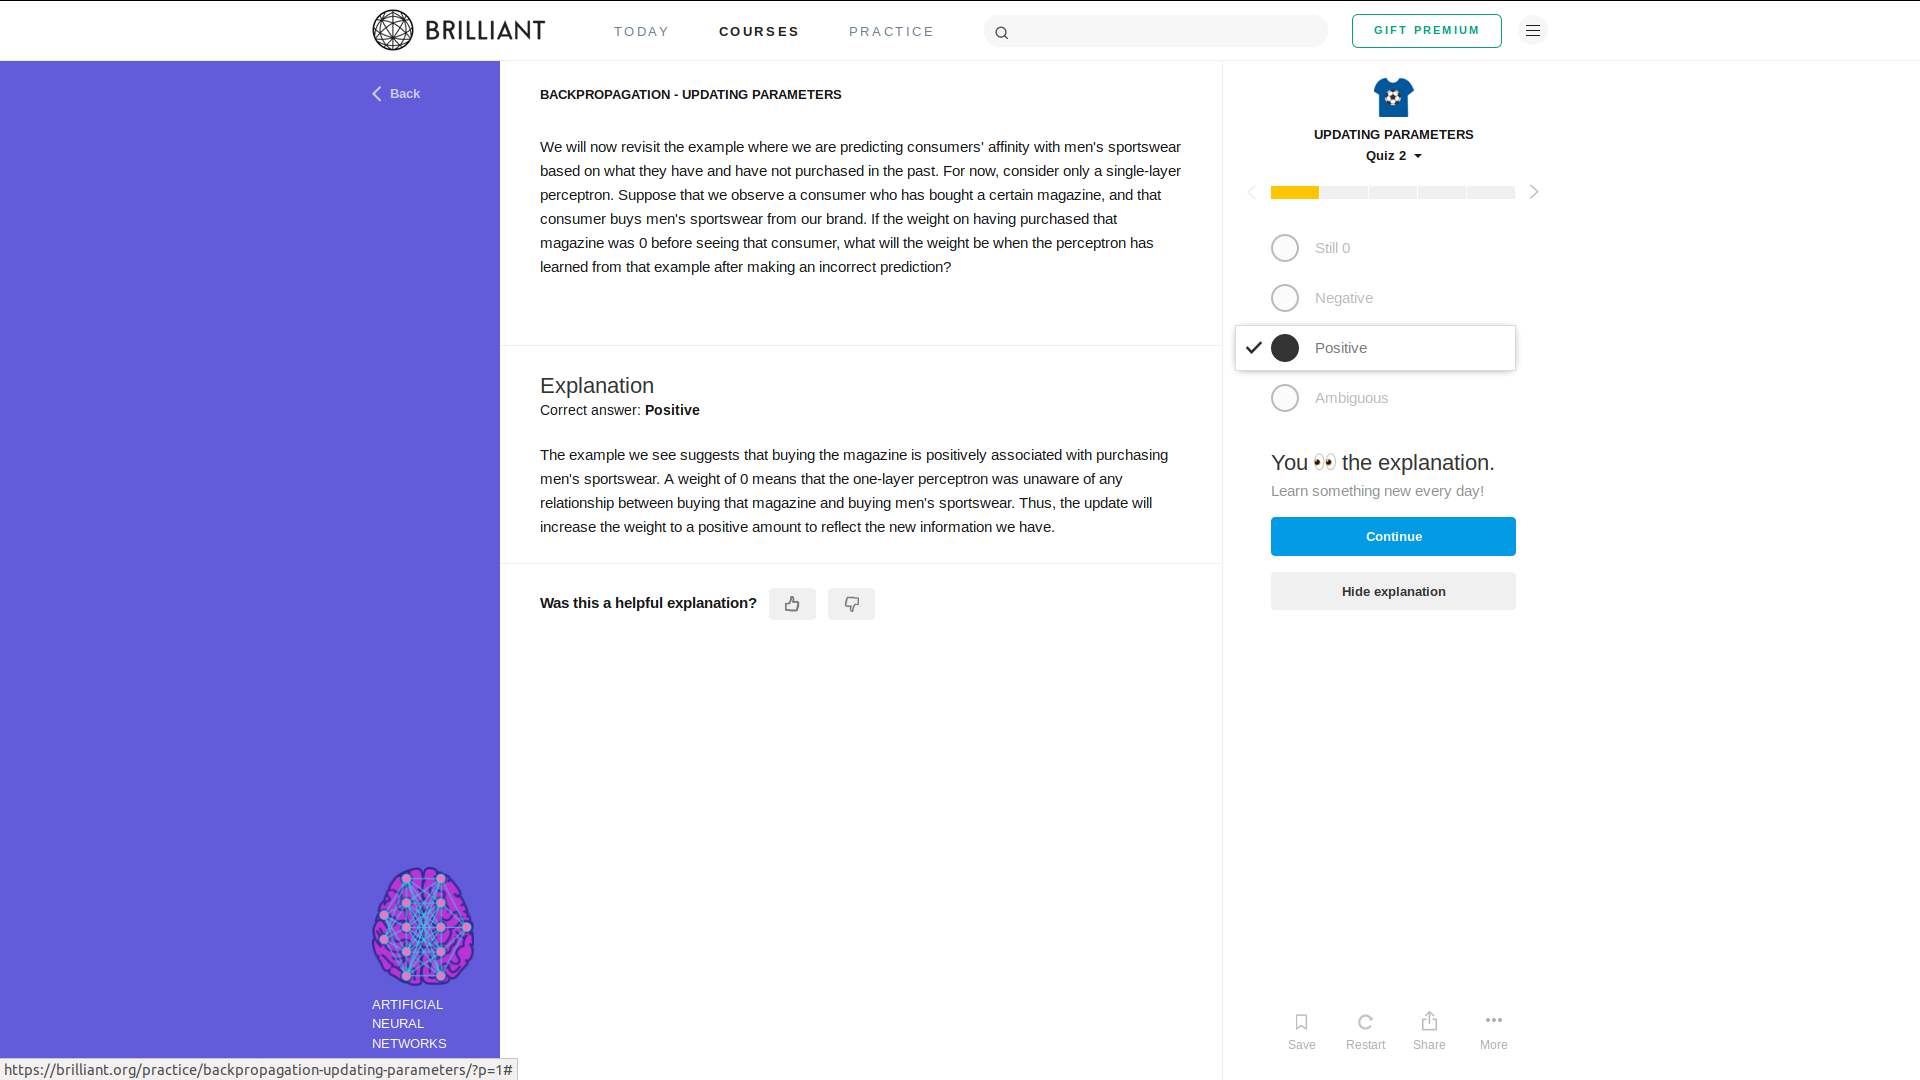 BRILLIANT
TODAY
COURSES
PRACTICE
GIFT PREMIUM
Back
BACKPROPAGATION - UPDATING PARAMETERS
We will now revisit the example where we are predicting consumers' affinity with men's sportswear
based on what they have and have not purchased in the past. For now, consider only a single-layer
perceptron. Suppose that we observe a consumer who has bought a certain magazine, and that
consumer buys men's sportswear from our brand. If the weight on having purchased that
magazine was 0 before seeing that consumer, what will the weight be when the perceptron has
learned from that example after making an incorrect prediction?
Explanation
Correct answer: Positive
The example we see suggests that buying the magazine is positively associated with purchasing
men's sportswear. A weight of 0 means that the one-layer perceptron was unaware of any
relationship between buying that magazine and buying men's sportswear. Thus, the update will
increase the weight to a positive amount to reflect the new information we have.
Was this a helpful explanation?
UPDATING PARAMETERS
Quiz 2
Still 0
Negative
Positive
Ambiguous
You 👀 the explanation.
Learn something new every day!
Continue
Hide explanation
Save
Restart
Share
More
ARTIFICIAL
NEURAL
NETWORKS
https://brilliant.org/practice/backpropagation-updating-parameters/?p=1#